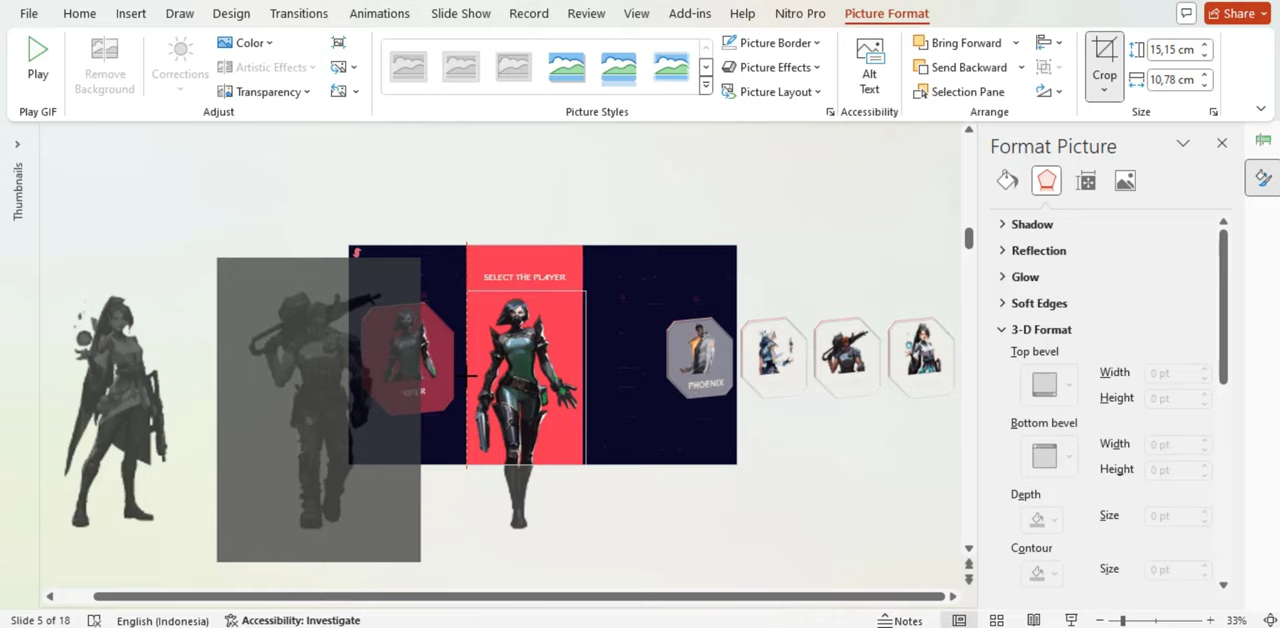 File Home Insert Draw Design Transitions Animations Slide Show Record Review View Add-ins Help Nitro Pro Picture Format Share
Play
Remove Background
Corrections
Color
Artistic Effects
Transparency
Picture Border
Picture Effects
Picture Layout
Alt Text
Bring Forward
Send Backward
Selection Pane
Crop
15,15 cm
10,78 cm
Play GIF Adjust Picture Styles Accessibility Arrange Size
Thumbnails
SELECT THE PLAYER
VIPER
PHOENIX
Format Picture
Shadow
Reflection
Glow
Soft Edges
3-D Format
Top bevel
Width 0 pt
Height 0 pt
Bottom bevel
Width 0 pt
Height 0 pt
Depth
Size 0 pt
Contour
Size 0 pt
Slide 5 of 18 English (Indonesia) Accessibility: Investigate Notes 33%